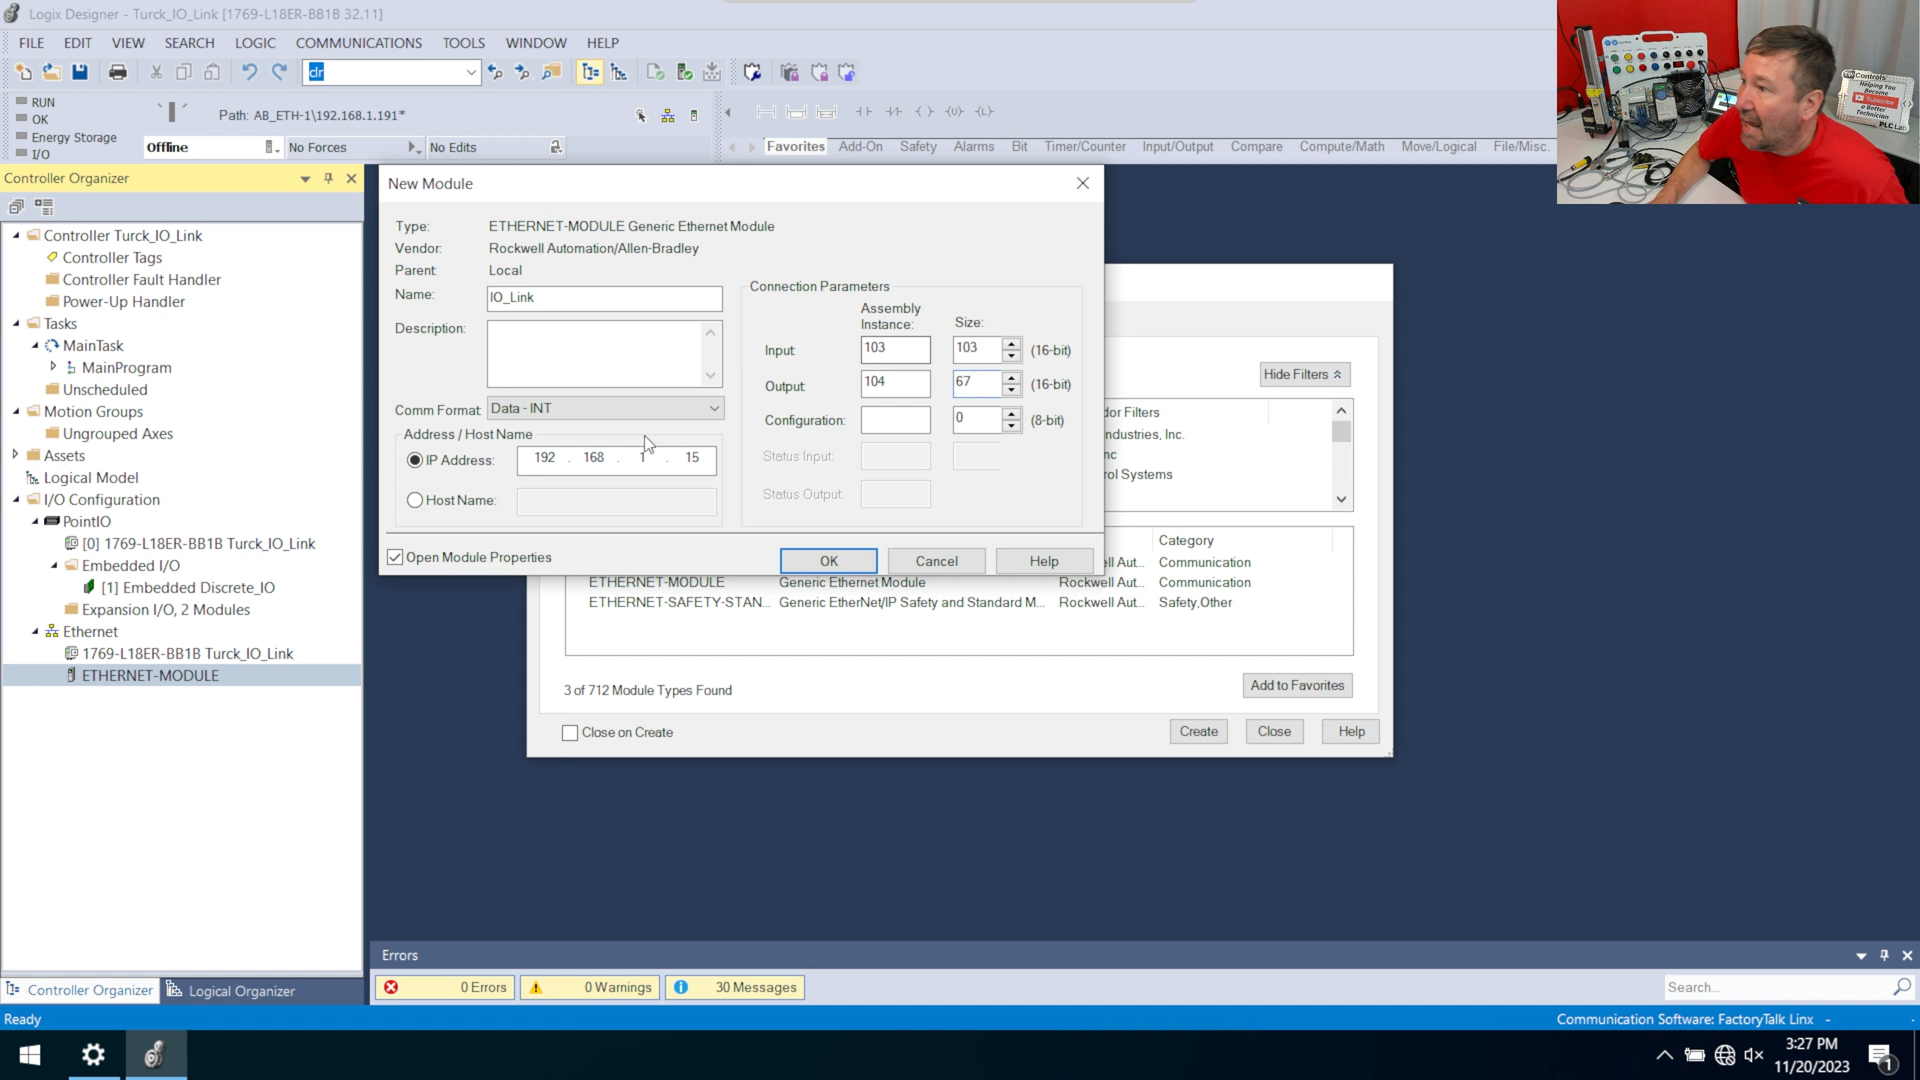 Logix Designer - Turck_IO_Link [1769-L18ER-BB1B 32.11]
FILE EDIT VIEW SEARCH LOGIC COMMUNICATIONS TOOLS WINDOW HELP
clr
RUN
OK
Energy Storage
I/O
Path: AB_ETH-1\192.168.1.191*
Offline
No Forces
No Edits
Favorites Add-On Safety Alarms Bit Timer/Counter Input/Output Compare Compute/Math Move/Logical File/Misc.
Controller Organizer
Controller Turck_IO_Link
Controller Tags
Controller Fault Handler
Power-Up Handler
Tasks
MainTask
MainProgram
Unscheduled
Motion Groups
Ungrouped Axes
Assets
Logical Model
I/O Configuration
PointIO
[0] 1769-L18ER-BB1B Turck_IO_Link
Embedded I/O
[1] Embedded Discrete_IO
Expansion I/O, 2 Modules
Ethernet
1769-L18ER-BB1B Turck_IO_Link
ETHERNET-MODULE
Controller Organizer
Logical Organizer
New Module
Type: ETHERNET-MODULE Generic Ethernet Module
Vendor: Rockwell Automation/Allen-Bradley
Parent: Local
Name: IO_Link
Description:
Comm Format: Data - INT
Address / Host Name
IP Address: 192 . 168 . 1 . 15
Host Name:
Connection Parameters
Assembly
Instance:
Size:
Input: 103 103 (16-bit)
Output: 104 67 (16-bit)
Configuration: 0 (8-bit)
Status Input:
Status Output:
Open Module Properties
OK
Cancel
Help
Hide Filters
dor Filters
ndustries, Inc.
nc
rol Systems
Category
ll Aut... Communication
ETHERNET-MODULE Generic Ethernet Module Rockwell Aut... Communication
ETHERNET-SAFETY-STAN... Generic EtherNet/IP Safety and Standard M... Rockwell Aut... Safety,Other
3 of 712 Module Types Found
Add to Favorites
Close on Create
Create
Close
Help
Errors
0 Errors
0 Warnings
30 Messages
Search...
Ready
Communication Software: FactoryTalk Linx -
3:27 PM
11/20/2023
1
Controls
Helping You
Become
Subscribe
a Better
Technician
PLC Lab